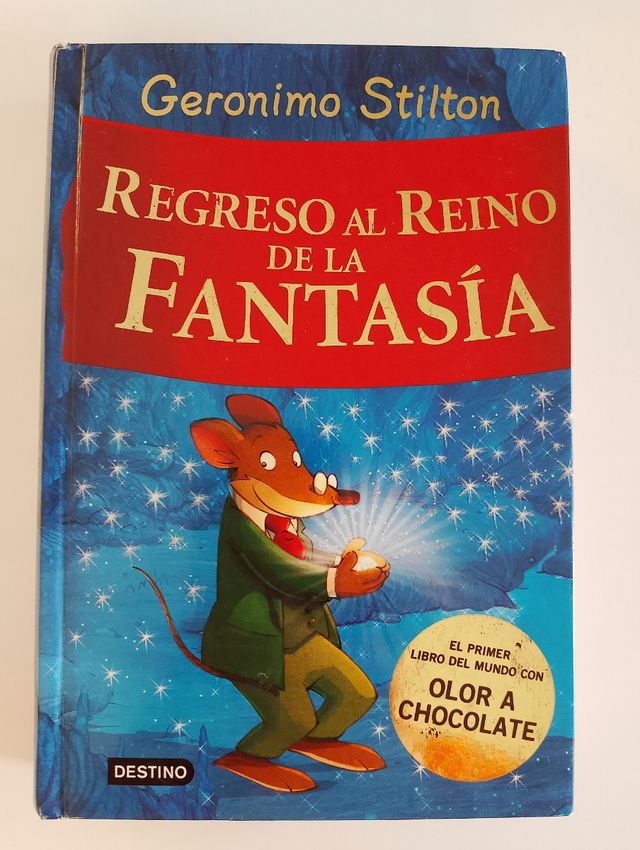 Geronimo Stilton
REGRESO AL REINO
DE LA
FANTASÍA
EL PRIMER
LIBRO DEL MUNDO CON
OLOR A
CHOCOLATE
DESTINO